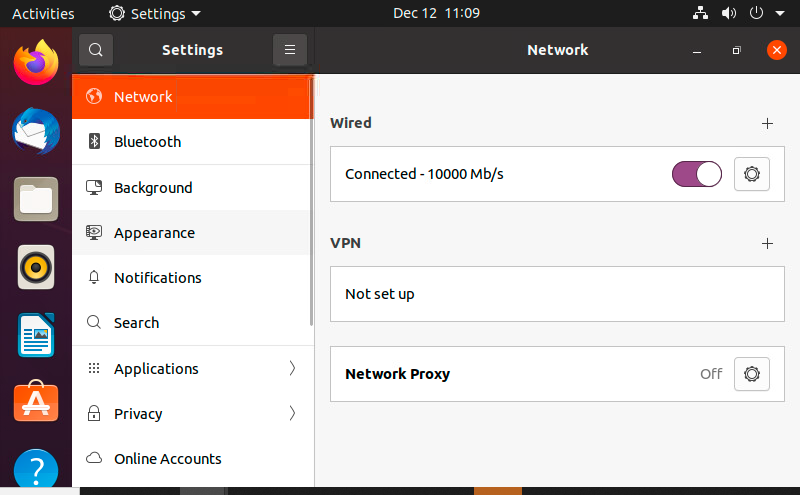 Activities Settings Dec 12 11:09
Settings Network
Network
Bluetooth
Background
Appearance
Notifications
Search
Applications
Privacy
Online Accounts
Wired
Connected - 10000 Mb/s
VPN
Not set up
Network Proxy Off